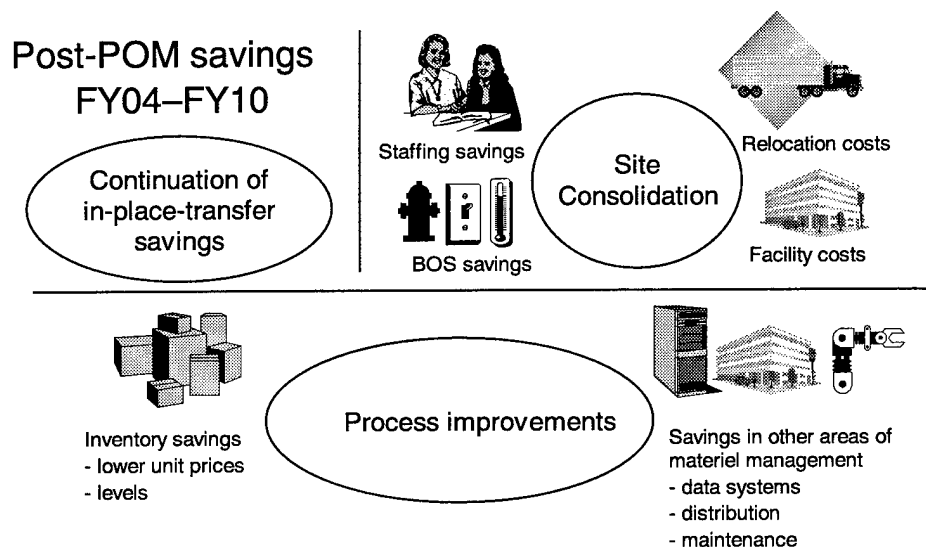 Post-POM savings
FY04–FY10
Continuation of
in-place-transfer
savings
Staffing savings
BOS savings
Site
Consolidation
Relocation costs
Facility costs
Inventory savings
- lower unit prices
- levels
Process improvements
Savings in other areas of
materiel management
- data systems
- distribution
- maintenance